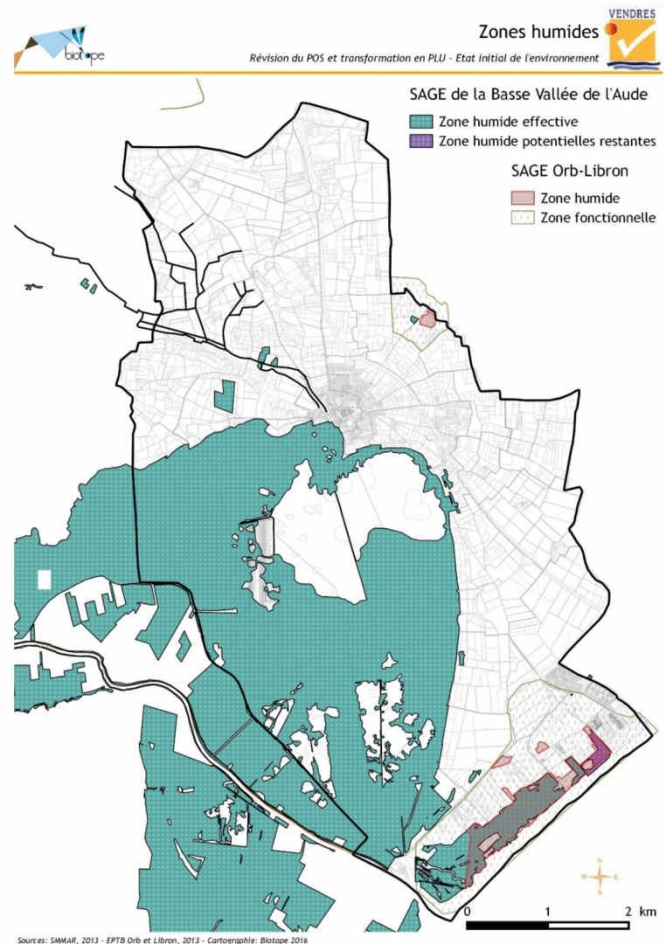 biotope
VENDRES
Zones humides
Révision du POS et transformation en PLU - Etat initial de l'environnement
SAGE de la Basse Vallée de l'Aude
Zone humide effective
Zone humide potentielles restantes
SAGE Orb-Libron
Zone humide
Zone fonctionnelle
0 1 2 km
Sources: SMMAR, 2013 - EPTB Orb et Libron, 2013 - Cartographie: Biotope 2016